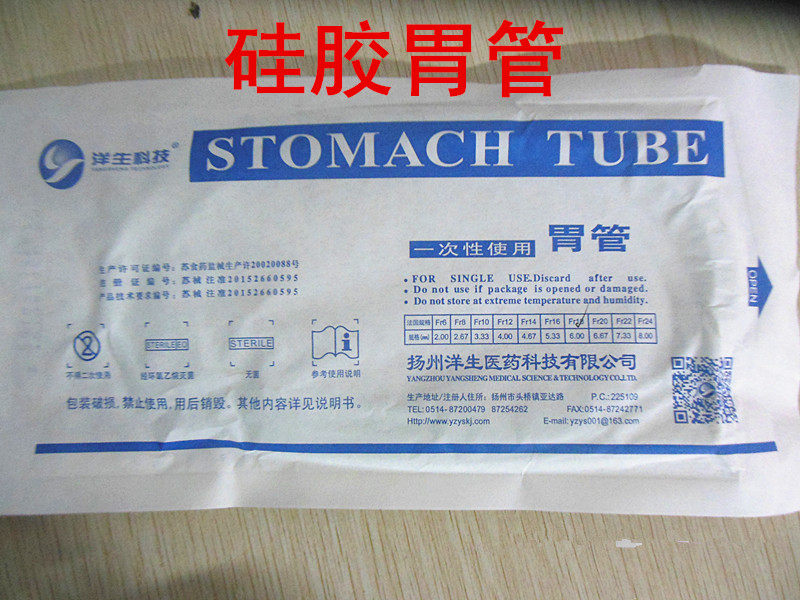 硅胶胃管
洋生科技®
YANGSHENG TECHNOLOGY
STOMACH TUBE
一次性使用 胃管
生产许可证编号：苏食药监械生产许20020088号
注册证编号：苏械注准20152660595
产品技术要求编号：苏械注准20152660595
• FOR SINGLE USE.Discard after use.
• Do not use if package is opened or damaged.
• Do not store at extreme temperature and humidity.
OPEN
法国规格 Fr6 Fr8 Fr10 Fr12 Fr14 Fr16 Fr18 Fr20 Fr22 Fr24
规格(mm) 2.00 2.67 3.33 4.00 4.67 5.33 6.00 6.67 7.33 8.00
2
STERILE EO
STERILE
i
不得二次使用
经环氧乙烷灭菌
无菌
参考使用说明
包装破损,禁止使用,用后销毁。其他内容详见说明书。
扬州洋生医药科技有限公司
YANGZHOU YANGSHENG MEDICAL SCIENCE & TECHNOLOGY CO.,LTD.
生产地址/注册人住所：扬州市头桥镇亚达路 P.C.:225109
TEL:0514-87200479 87254262 FAX:0514-87242771
Http://www.yzyskj.com E-mail:yzys001@163.com